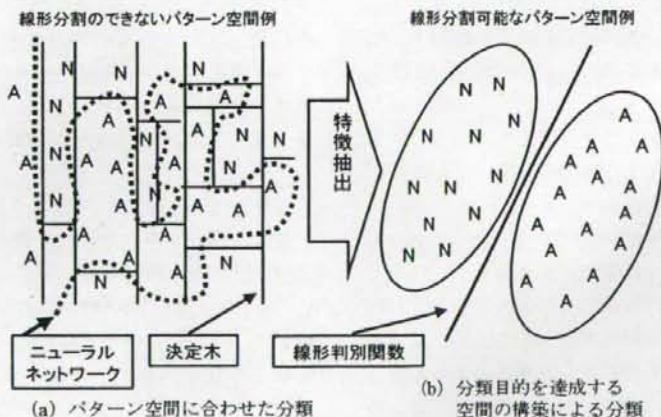 線形分割のできないパターン空間例
線形分割可能なパターン空間例
N N N N
A N A A N
N A A A N N
A A N A
N A N A A
A A A A N
N
特徴抽出
N N
N N N
N N
N N N
N N
N N
A
A A
A A
A A A
A A
A A
A A
A
ニューラル
ネットワーク
決定木
線形判別関数
(a) パターン空間に合わせた分類
(b) 分類目的を達成する
空間の構築による分類